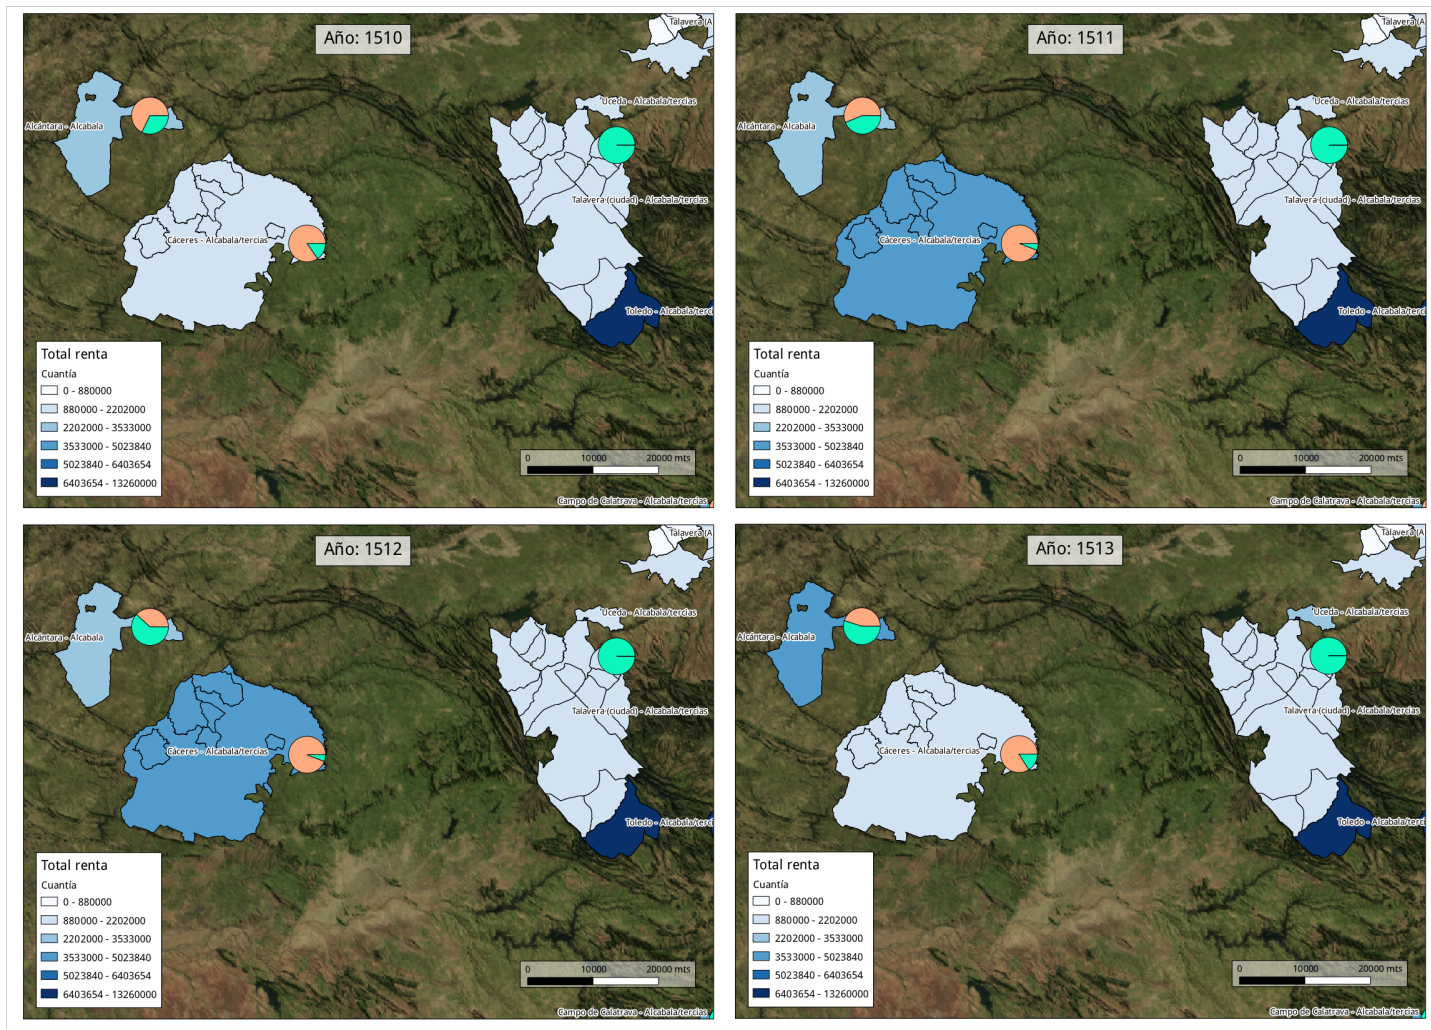 Año: 1510
Talavera (A
Uceda - Alcabala/tercias
Alcántara - Alcabala
Talavera (ciudad) - Alcabala/tercias
Cáceres - Alcabala/tercias
Toledo - Alcabala/terci
Total renta
Cuantía
0 - 880000
880000 - 2202000
2202000 - 3533000
3533000 - 5023840
5023840 - 6403654
6403654 - 13260000
0 10000 20000 mts
Campo de Calatrava - Alcabala/tercias
Año: 1511
Talavera (A
Uceda - Alcabala/tercias
Alcántara - Alcabala
Talavera (ciudad) - Alcabala/tercias
Cáceres - Alcabala/tercias
Toledo - Alcabala/terci
Total renta
Cuantía
0 - 880000
880000 - 2202000
2202000 - 3533000
3533000 - 5023840
5023840 - 6403654
6403654 - 13260000
0 10000 20000 mts
Campo de Calatrava - Alcabala/tercias
Año: 1512
Talavera (A
Uceda - Alcabala/tercias
Alcántara - Alcabala
Talavera (ciudad) - Alcabala/tercias
Cáceres - Alcabala/tercias
Toledo - Alcabala/terci
Total renta
Cuantía
0 - 880000
880000 - 2202000
2202000 - 3533000
3533000 - 5023840
5023840 - 6403654
6403654 - 13260000
0 10000 20000 mts
Campo de Calatrava - Alcabala/tercias
Año: 1513
Talavera (A
Uceda - Alcabala/tercias
Alcántara - Alcabala
Talavera (ciudad) - Alcabala/tercias
Cáceres - Alcabala/tercias
Toledo - Alcabala/terci
Total renta
Cuantía
0 - 880000
880000 - 2202000
2202000 - 3533000
3533000 - 5023840
5023840 - 6403654
6403654 - 13260000
0 10000 20000 mts
Campo de Calatrava - Alcabala/tercias